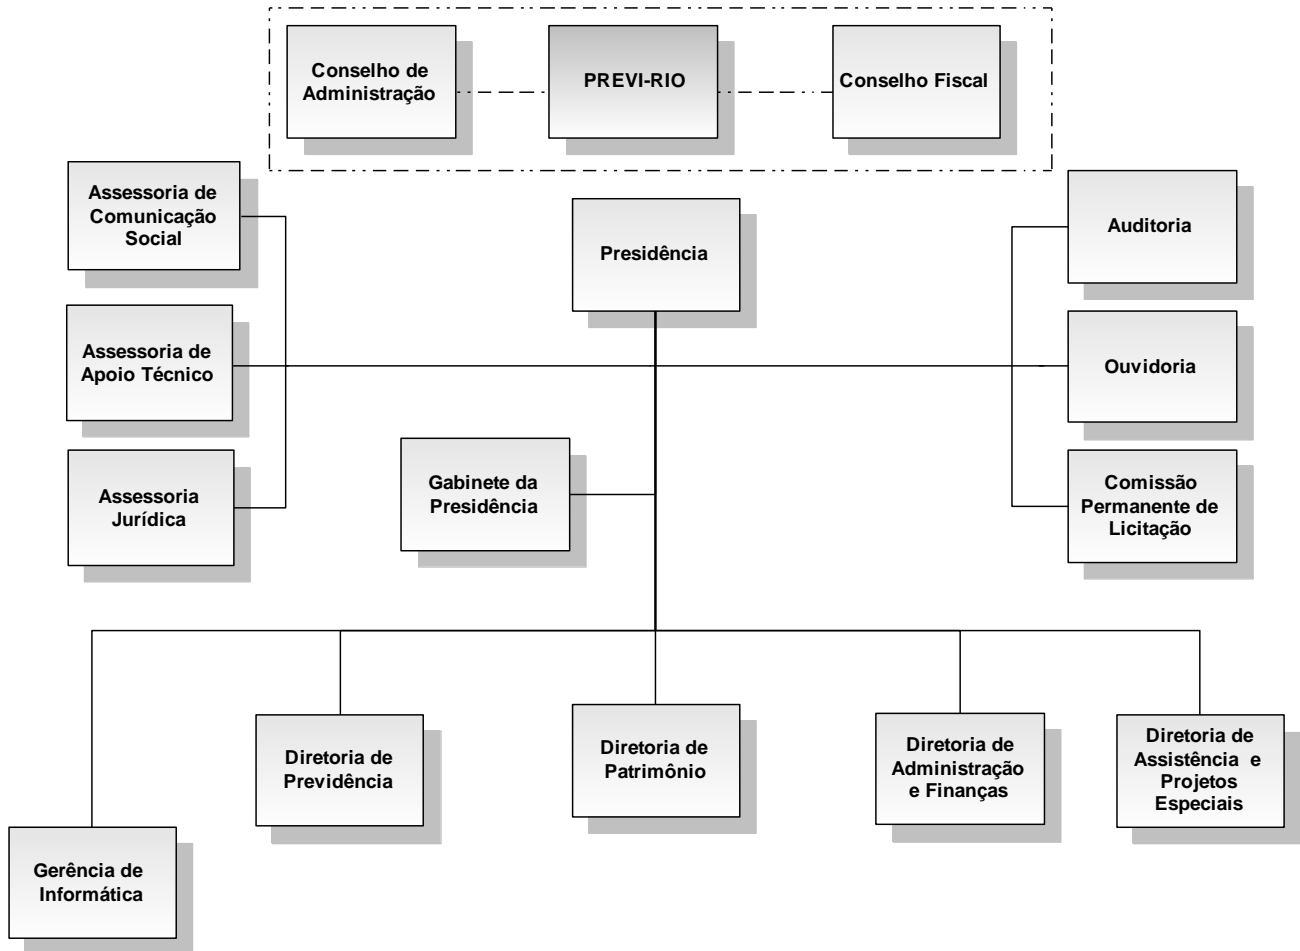 Conselho de
Administração
PREVI-RIO
Conselho Fiscal
Assessoria de
Comunicação
Social
Presidência
Auditoria
Assessoria de
Apoio Técnico
Ouvidoria
Gabinete da
Presidência
Assessoria
Jurídica
Comissão
Permanente de
Licitação
Diretoria de
Previdência
Diretoria de
Patrimônio
Diretoria de
Administração
e Finanças
Diretoria de
Assistência e
Projetos
Especiais
Gerência de
Informática